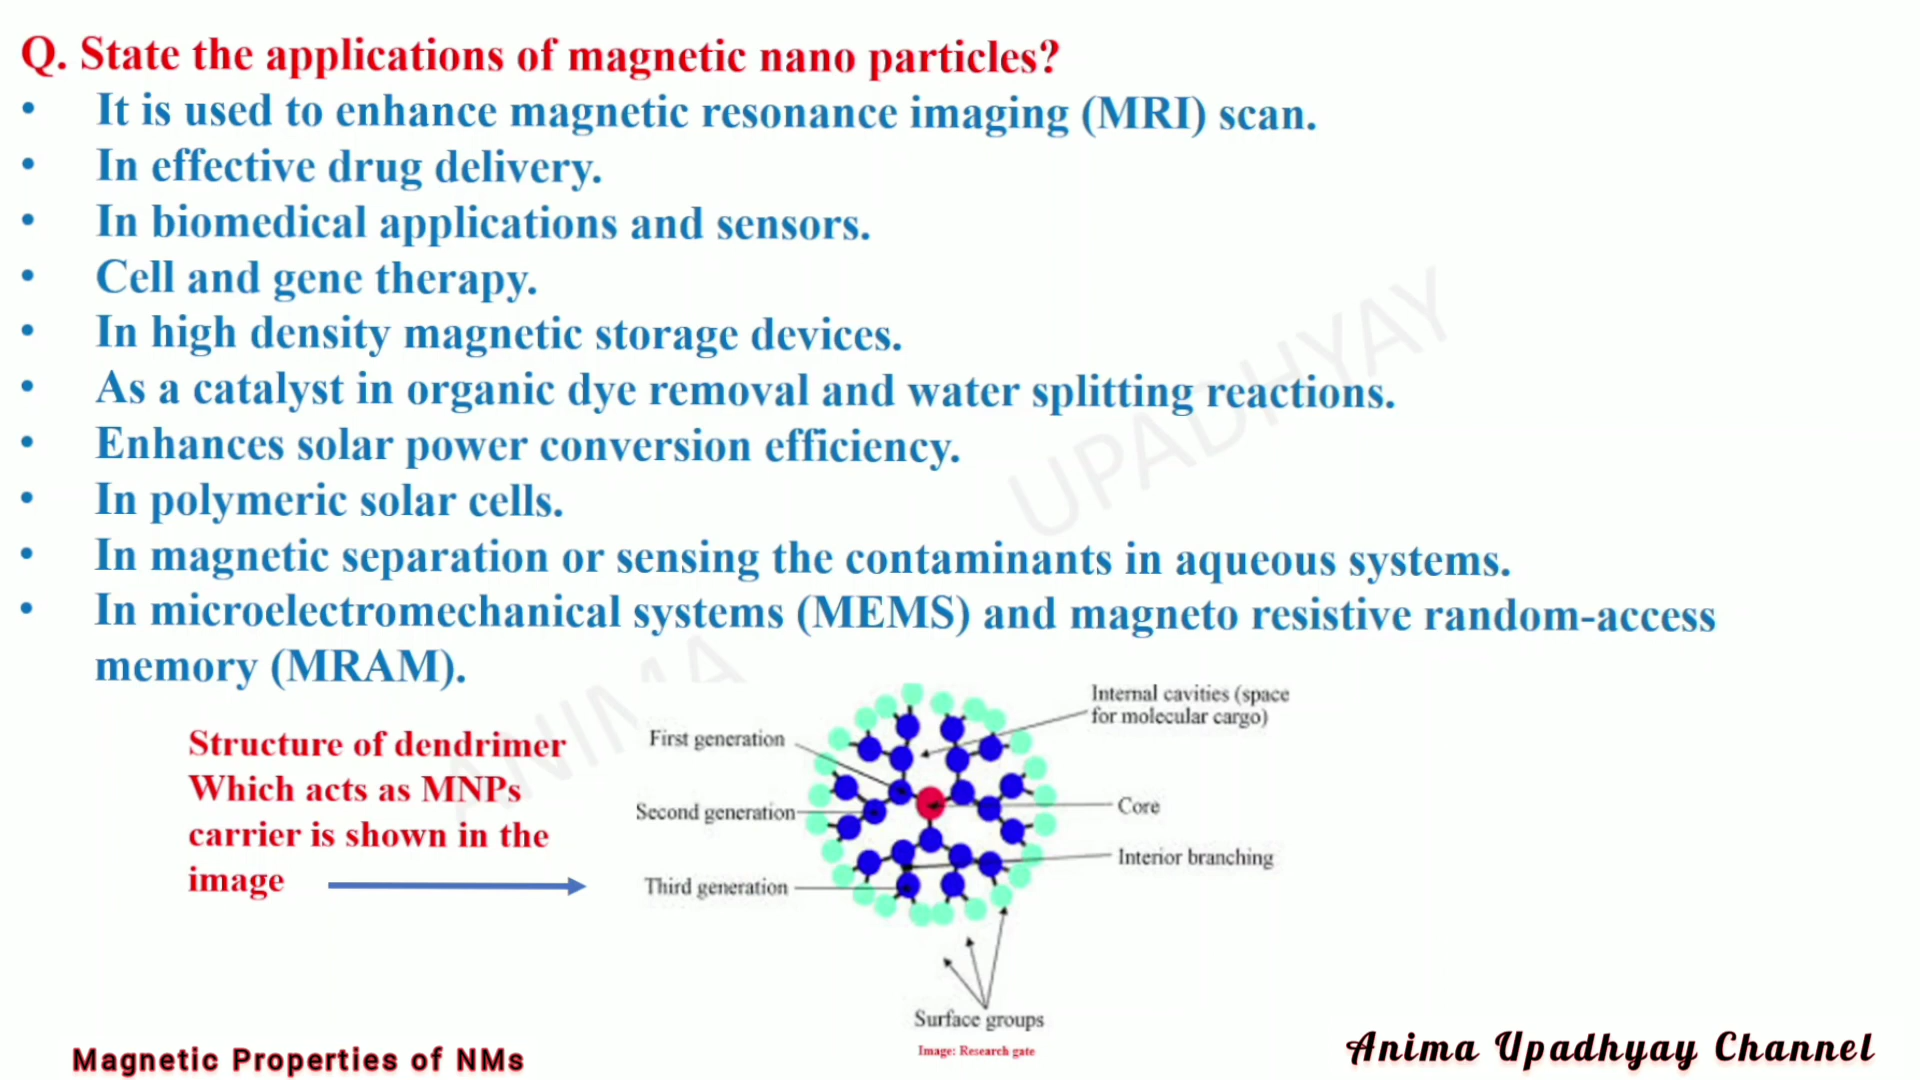 Q. State the applications of magnetic nano particles?
• It is used to enhance magnetic resonance imaging (MRI) scan.
• In effective drug delivery.
• In biomedical applications and sensors.
• Cell and gene therapy.
• In high density magnetic storage devices.
• As a catalyst in organic dye removal and water splitting reactions.
• Enhances solar power conversion efficiency.
• In polymeric solar cells.
• In magnetic separation or sensing the contaminants in aqueous systems.
• In microelectromechanical systems (MEMS) and magneto resistive random-access
memory (MRAM).
ANIMA UPADHYAY
Structure of dendrimer
Which acts as MNPs
carrier is shown in the
image
First generation
Second generation
Third generation
Internal cavities (space
for molecular cargo)
Core
Interior branching
Surface groups
Image: Research gate
Magnetic Properties of NMs
Anima Upadhyay Channel